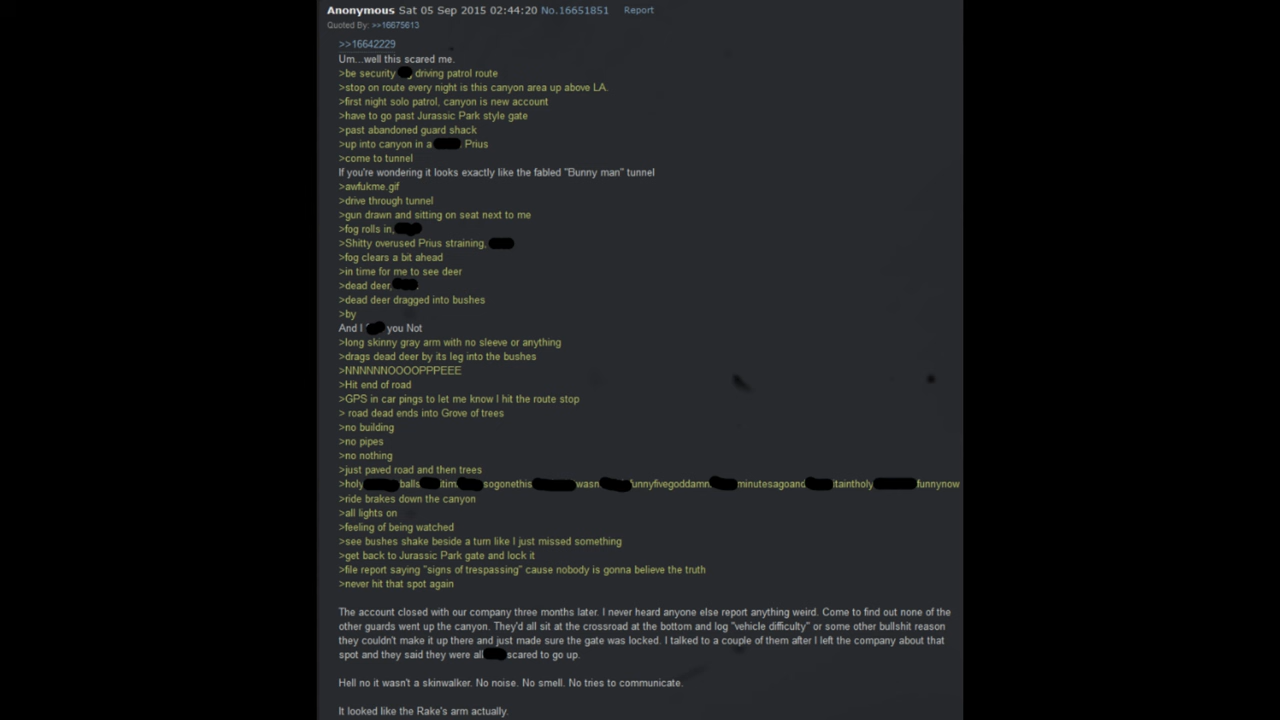 Anonymous Sat 05 Sep 2015 02:44:20 No.16651851 Report
Quoted By: >>16675613
>>16642229
Um...well this scared me.
>be security driving patrol route
>stop on route every night is this canyon area up above LA.
>first night solo patrol, canyon is new account
>have to go past Jurassic Park style gate
>past abandoned guard shack
>up into canyon in a Prius
>come to tunnel
If you're wondering it looks exactly like the fabled "Bunny man" tunnel
>awfukme.gif
>drive through tunnel
>gun drawn and sitting on seat next to me
>fog rolls in,
>Shitty overused Prius straining,
>fog clears a bit ahead
>in time for me to see deer
>dead deer,
>dead deer dragged into bushes
>by
And I you Not
>long skinny gray arm with no sleeve or anything
>drags dead deer by its leg into the bushes
>NNNNNNOOOOPPPEEE
>Hit end of road
>GPS in car pings to let me know I hit the route stop
> road dead ends into Grove of trees
>no building
>no pipes
>no nothing
>just paved road and then trees
>holy balls itim sogonethis wasn funnyfivegoddamn minutesagoand itaintholy funnynow
>ride brakes down the canyon
>all lights on
>feeling of being watched
>see bushes shake beside a turn like I just missed something
>get back to Jurassic Park gate and lock it
>file report saying "signs of trespassing" cause nobody is gonna believe the truth
>never hit that spot again
The account closed with our company three months later. I never heard anyone else report anything weird. Come to find out none of the
other guards went up the canyon. They'd all sit at the crossroad at the bottom and log "vehicle difficulty" or some other bullshit reason
they couldn't make it up there and just made sure the gate was locked. I talked to a couple of them after I left the company about that
spot and they said they were all scared to go up.
Hell no it wasn't a skinwalker. No noise. No smell. No tries to communicate.
It looked like the Rake's arm actually.